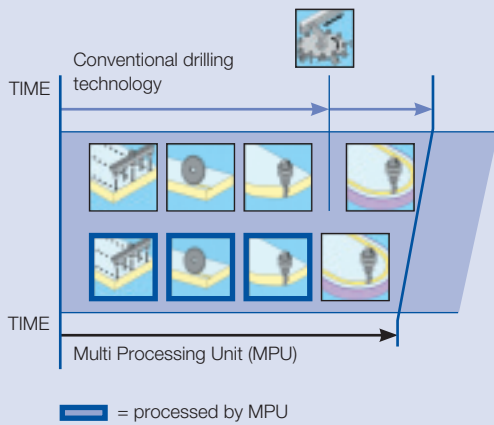 Conventional drilling
technology
TIME
TIME
Multi Processing Unit (MPU)
= processed by MPU